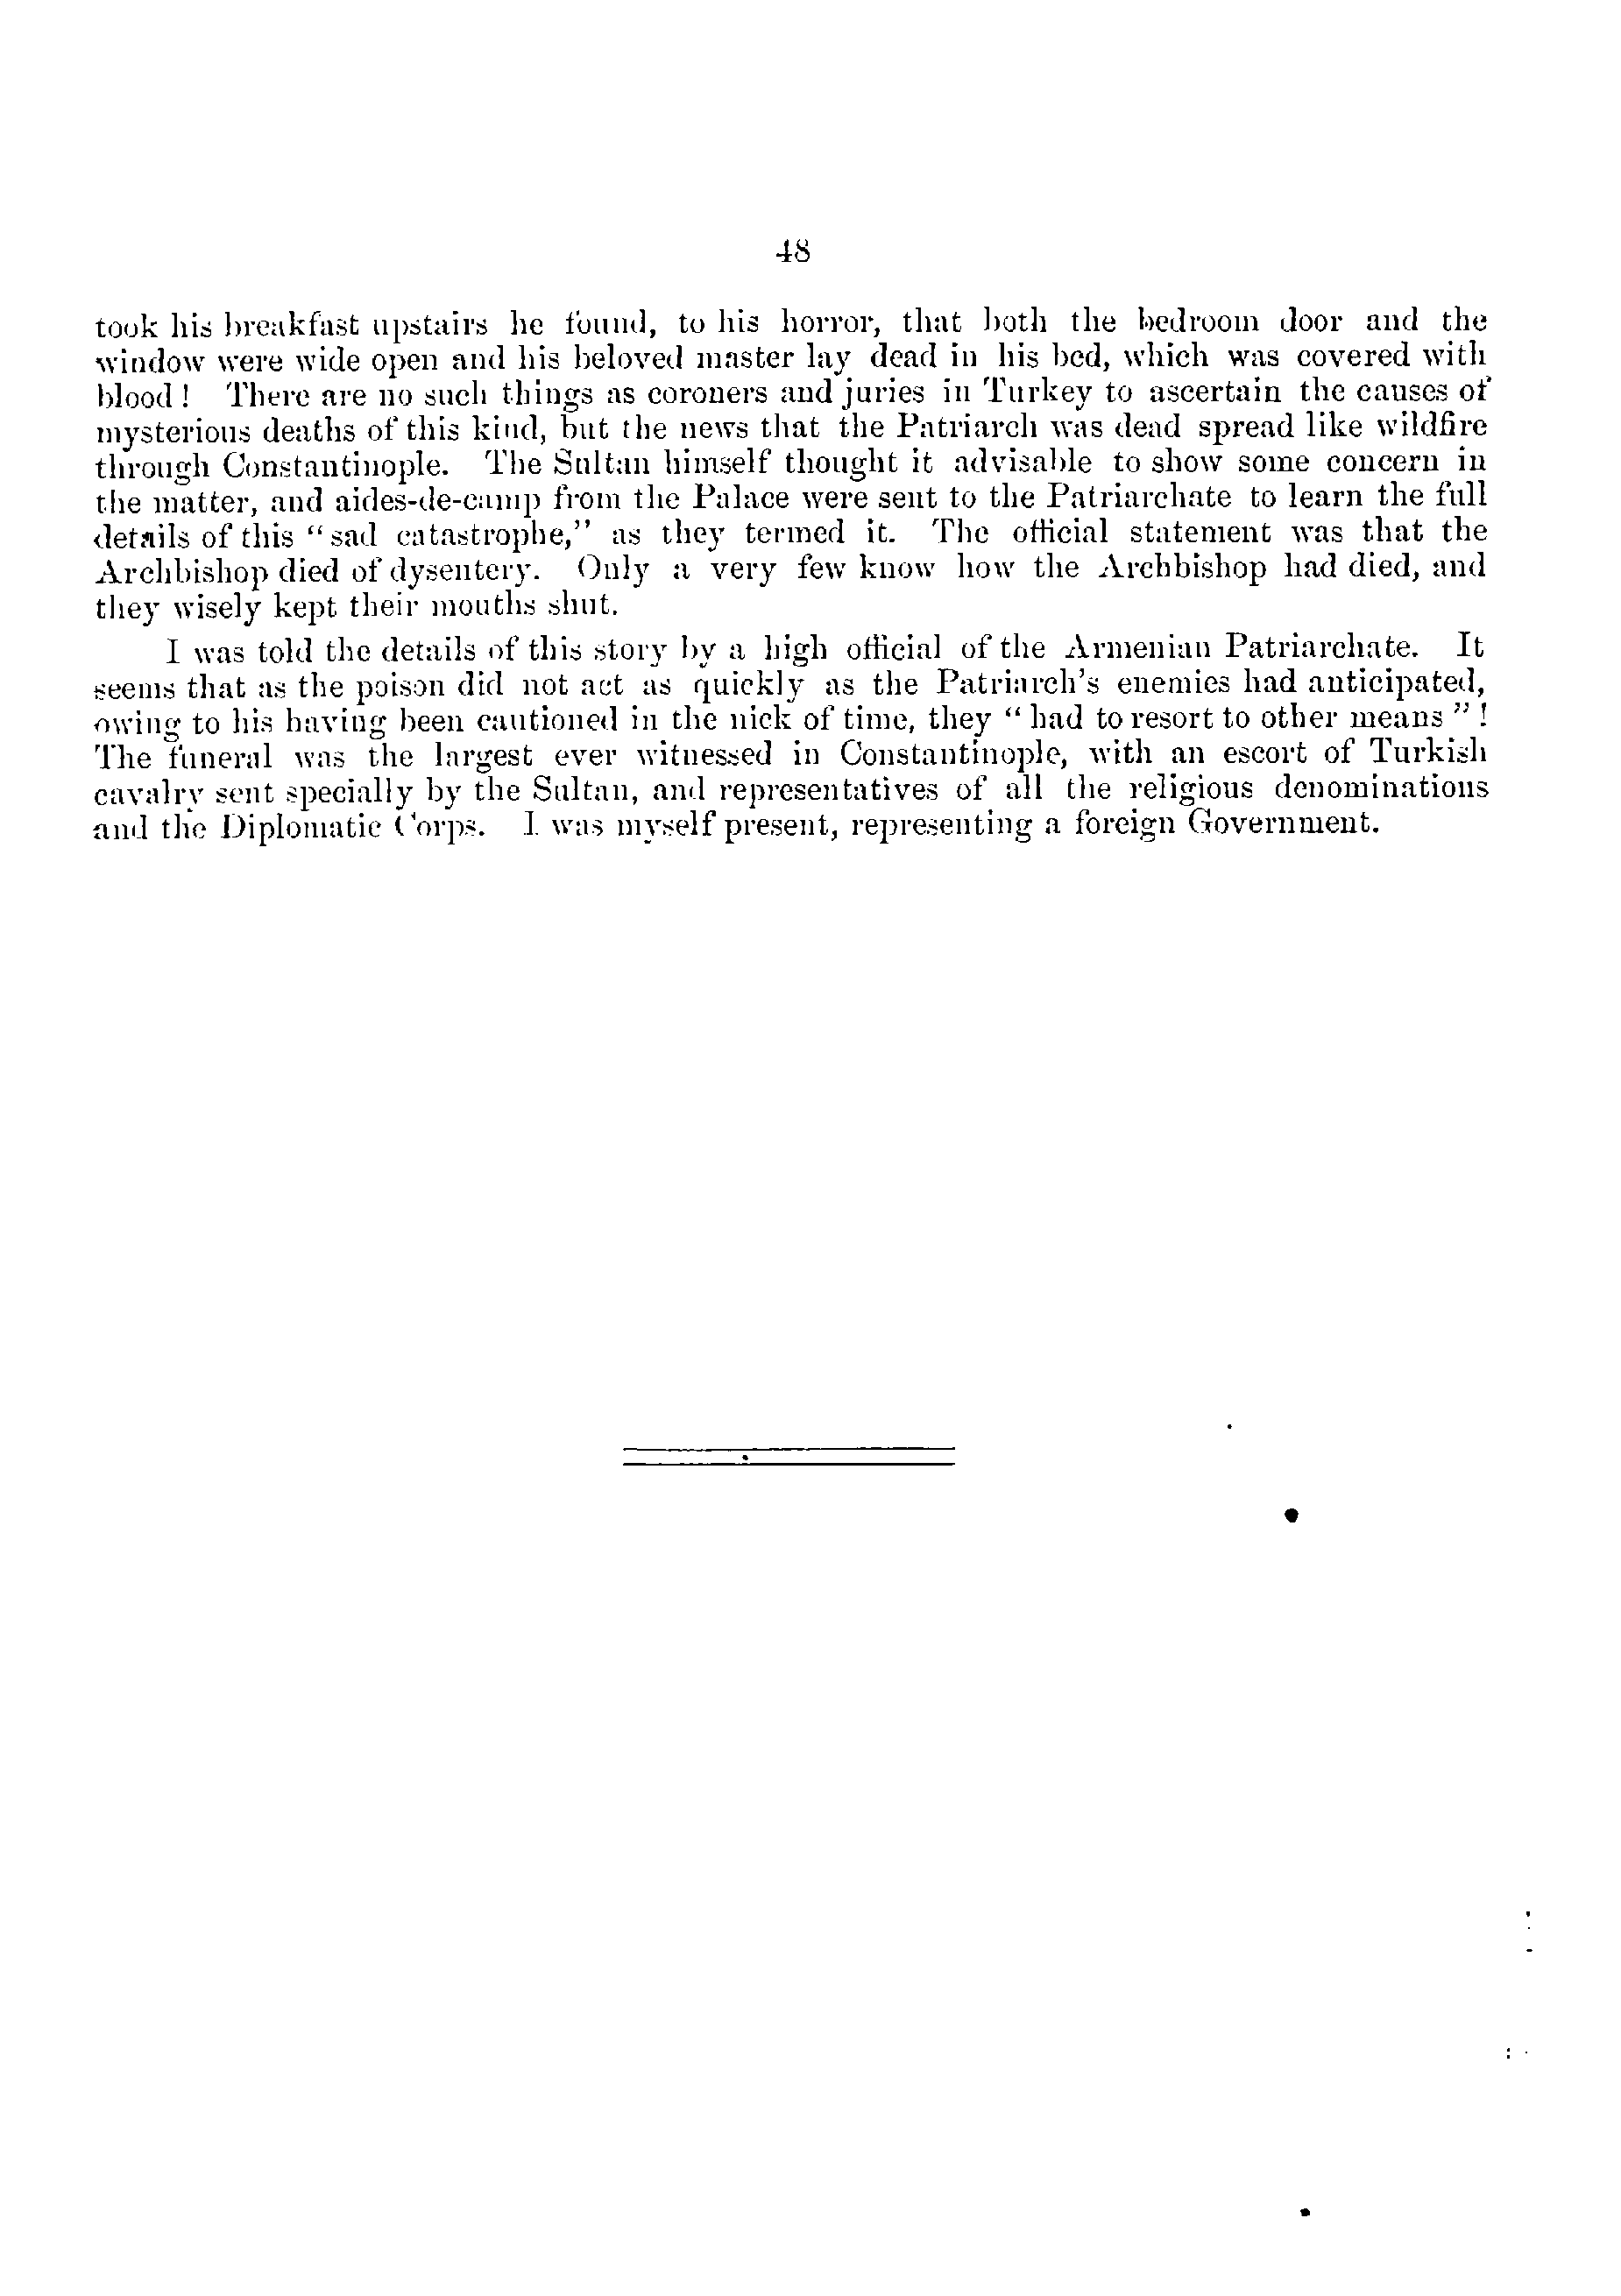 48
took his breakfast upstairs he found, to his horror, that both the bedroom door and the
window were wide open and his beloved master lay dead in his bed, which was covered with
blood! There are no such things as coroners and juries in Turkey to ascertain the causes of
mysterious deaths of this kind, but the news that the Patriarch was dead spread like wildfire
through Constantinople. The Sultan himself thought it advisable to show some concern in
the matter, and aides-de-camp from the Palace were sent to the Patriarchate to learn the full
details of this “sad catastrophe,” as they termed it. The official statement was that the
Archbishop died of dysentery. Only a very few know how the Archbishop had died, and
they wisely kept their mouths shut.
I was told the details of this story by a high official of the Armenian Patriarchate. It
seems that as the poison did not act as quickly as the Patriarch's enemies had anticipated,
owing to his having been cautioned in the nick of time, they “had to resort to other means”!
The funeral was the largest ever witnessed in Constantinople, with an escort of Turkish
cavalry sent specially by the Sultan, and representatives of all the religious denominations
and the Diplomatic Corps. I was myself present, representing a foreign Government.